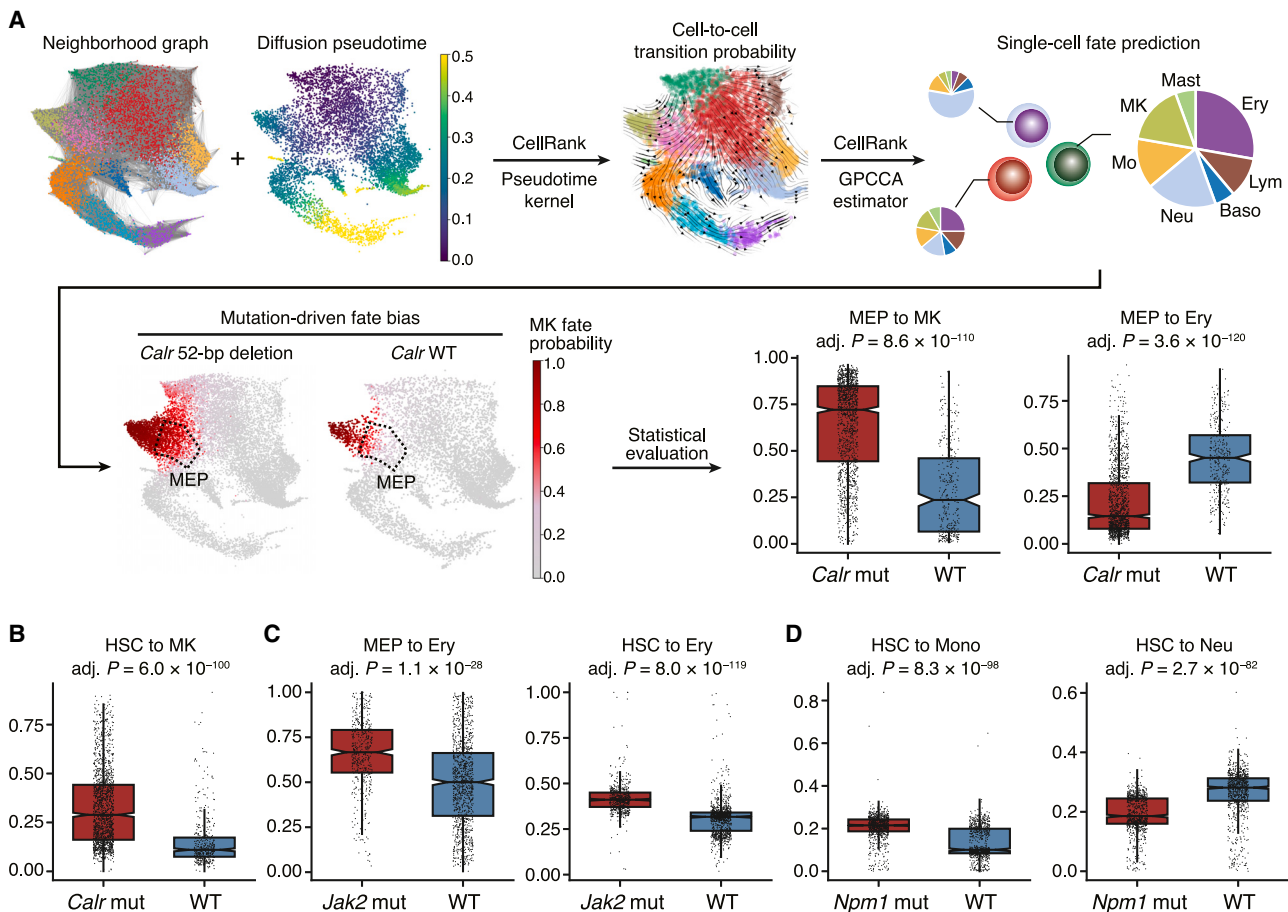 A
Neighborhood graph
Diffusion pseudotime
Cell-to-cell
transition probability
Single-cell fate prediction
+
0.5
0.4
0.3
0.2
0.1
0.0
CellRank
Pseudotime
kernel
CellRank
GPCCA
estimator
Mast
MK
Ery
Mo
Lym
Neu
Baso
Mutation-driven fate bias
Calr 52-bp deletion
Calr WT
MEP
MEP
MK fate
probability
1.0
0.8
0.6
0.4
0.2
0.0
Statistical
evaluation
MEP to MK
adj. P = 8.6 × 10⁻¹¹⁰
1.00
0.75
0.50
0.25
0.00
Calr mut
WT
MEP to Ery
adj. P = 3.6 × 10⁻¹²⁰
1.00
0.75
0.50
0.25
0.00
Calr mut
WT
B
HSC to MK
adj. P = 6.0 × 10⁻¹⁰⁰
0.75
0.50
0.25
0.00
Calr mut
WT
C
MEP to Ery
adj. P = 1.1 × 10⁻²⁸
1.00
0.75
0.50
0.25
0.00
Jak2 mut
WT
HSC to Ery
adj. P = 8.0 × 10⁻¹¹⁹
1.00
0.75
0.50
0.25
0.00
Jak2 mut
WT
D
HSC to Mono
adj. P = 8.3 × 10⁻⁹⁸
0.8
0.6
0.4
0.2
0.0
Npm1 mut
WT
HSC to Neu
adj. P = 2.7 × 10⁻⁸²
0.6
0.4
0.2
0.0
Npm1 mut
WT